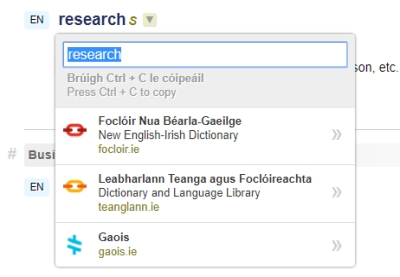 EN research s
research
Brúigh Ctrl + C le cóipeáil
Press Ctrl + C to copy
son, etc.
Foclóir Nua Béarla-Gaeilge
New English-Irish Dictionary
focloir.ie
»
# Busi
Leabharlann Teanga agus Foclóireachta
EN
Dictionary and Language Library
teanglann.ie
»
Gaois
gaois.ie
»